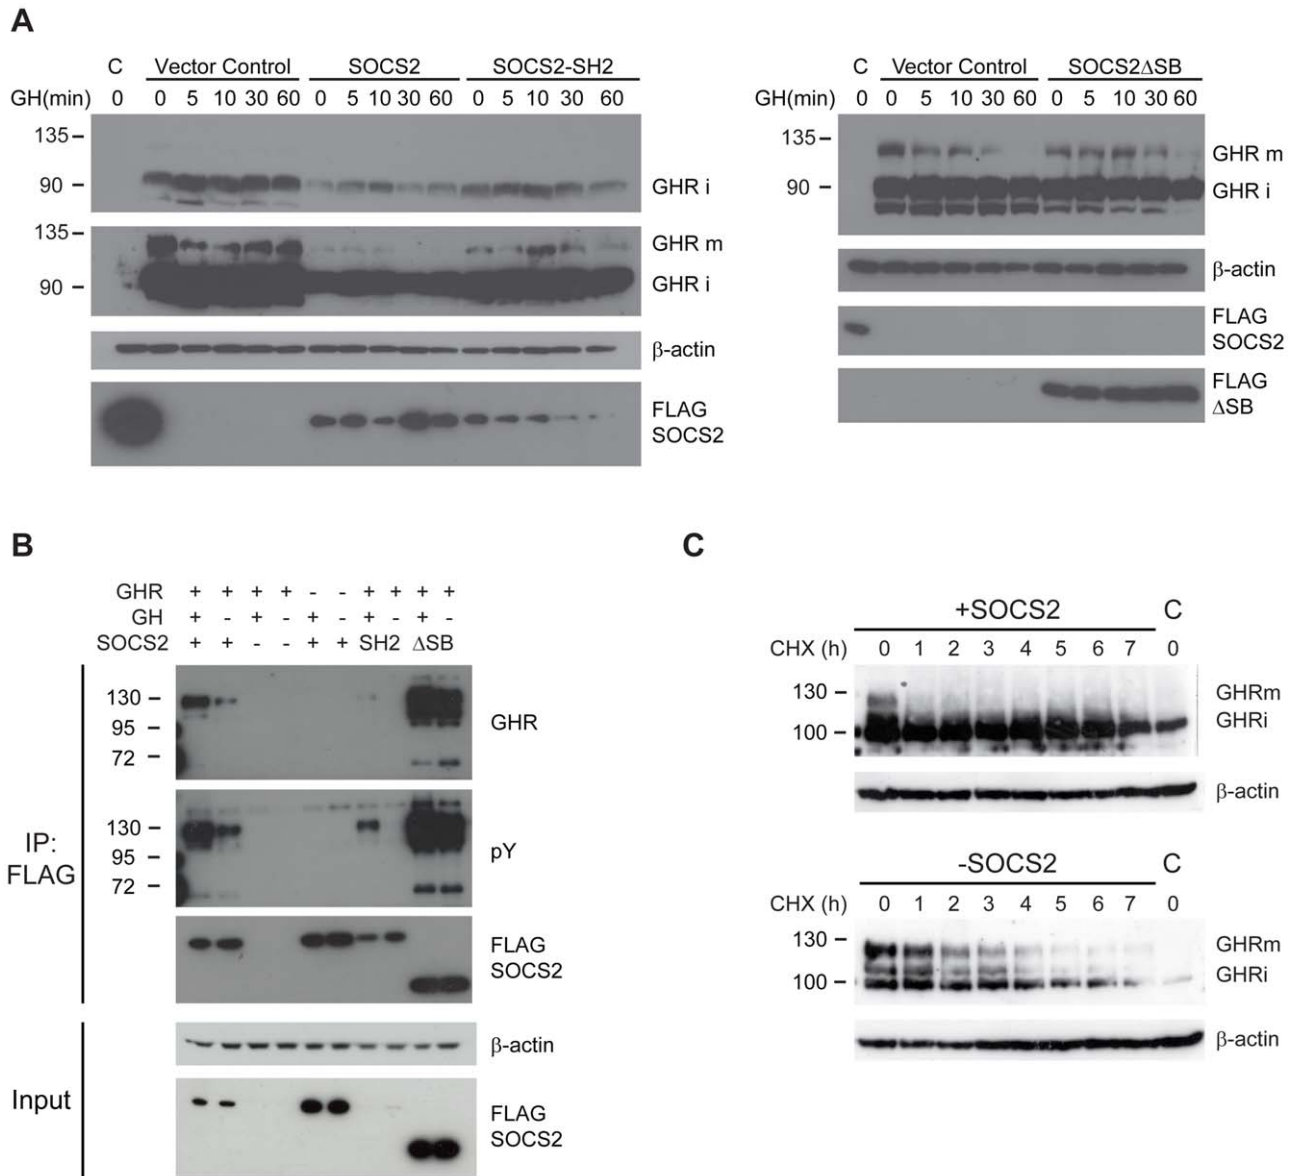 A
C Vector Control SOCS2 SOCS2-SH2
GH(min) 0 0 5 10 30 60 0 5 10 30 60 0 5 10 30 60
135
90
GHR i
135
GHR m
90
GHR i
β-actin
FLAG
SOCS2
C Vector Control SOCS2ΔSB
GH(min) 0 0 5 10 30 60 0 5 10 30 60
135
GHR m
90
GHR i
β-actin
FLAG
SOCS2
FLAG
ΔSB
B
GHR + + + + - - + + + +
GH + - + - + - + - + -
SOCS2 + + - - + + SH2 ΔSB
130
95
72
GHR
130
95
72
pY
IP:
FLAG
FLAG
SOCS2
β-actin
Input
FLAG
SOCS2
C
+SOCS2 C
CHX (h) 0 1 2 3 4 5 6 7 0
130
GHRm
GHRi
100
β-actin
-SOCS2 C
CHX (h) 0 1 2 3 4 5 6 7 0
130
GHRm
GHRi
100
β-actin